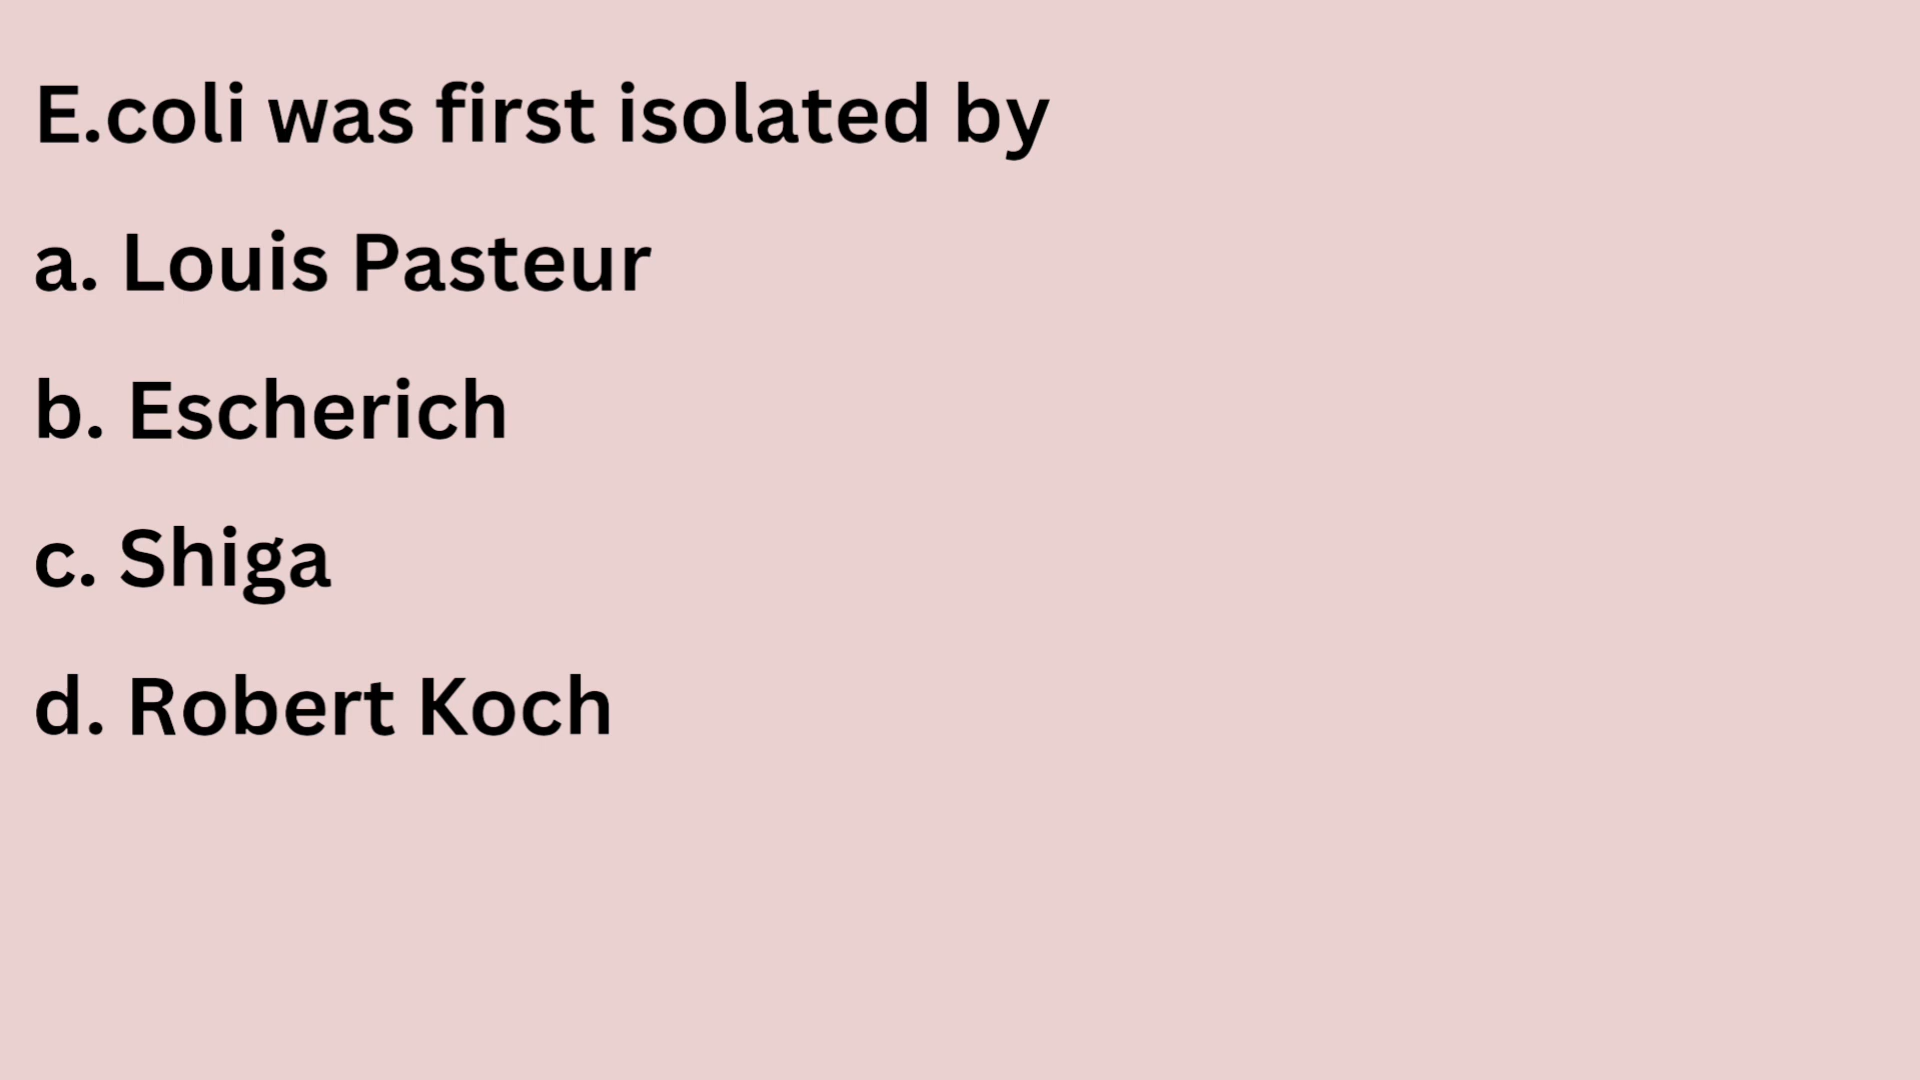 E.coli was first isolated by
a. Louis Pasteur
b. Escherich
c. Shiga
d. Robert Koch